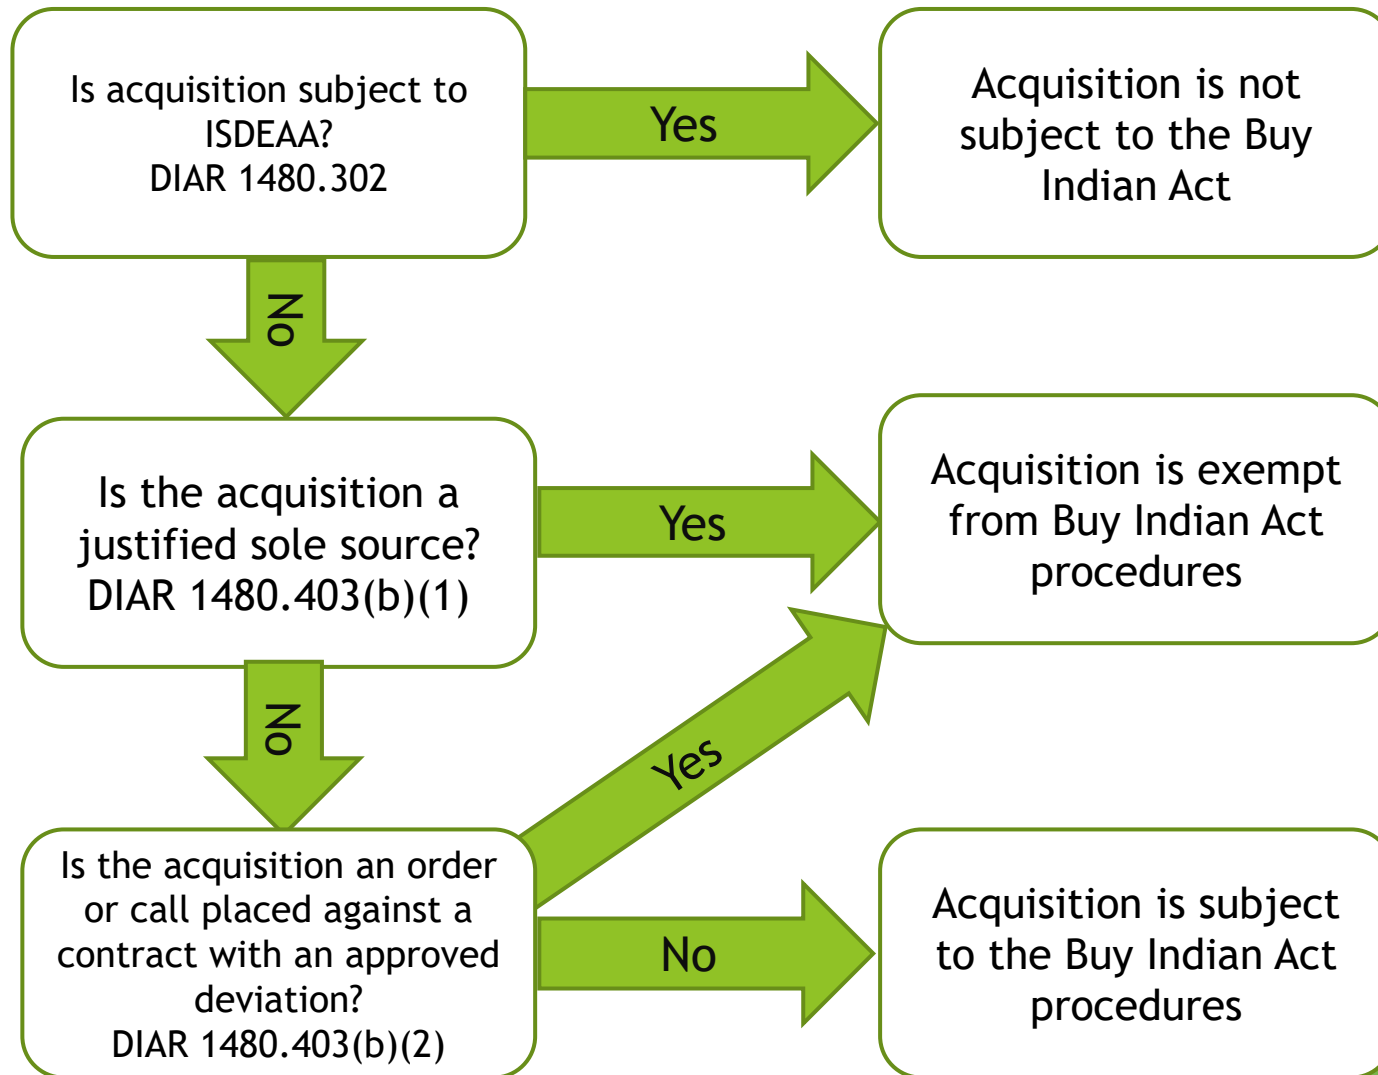 Is acquisition subject to
ISDEAA?
DIAR 1480.302
Yes
Acquisition is not
subject to the Buy
Indian Act
No
Is the acquisition a
justified sole source?
DIAR 1480.403(b)(1)
Yes
Acquisition is exempt
from Buy Indian Act
procedures
No
Yes
Is the acquisition an order
or call placed against a
contract with an approved
deviation?
DIAR 1480.403(b)(2)
No
Acquisition is subject
to the Buy Indian Act
procedures